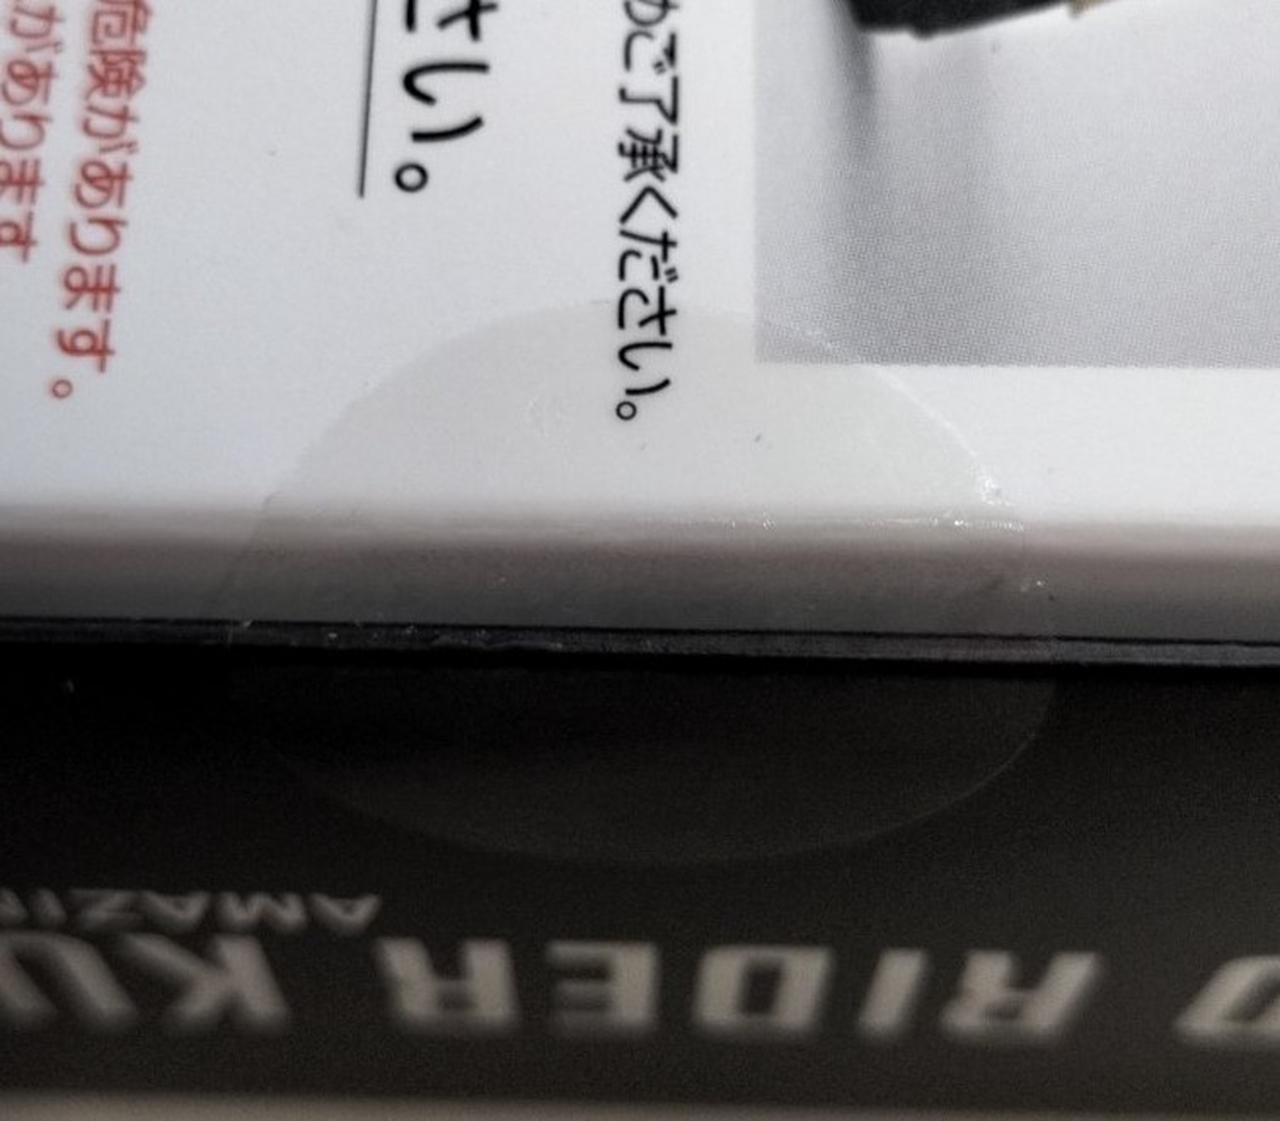 めご了承ください。
さい。
危険があります。
があります
AMAZIN
D RIDER KU